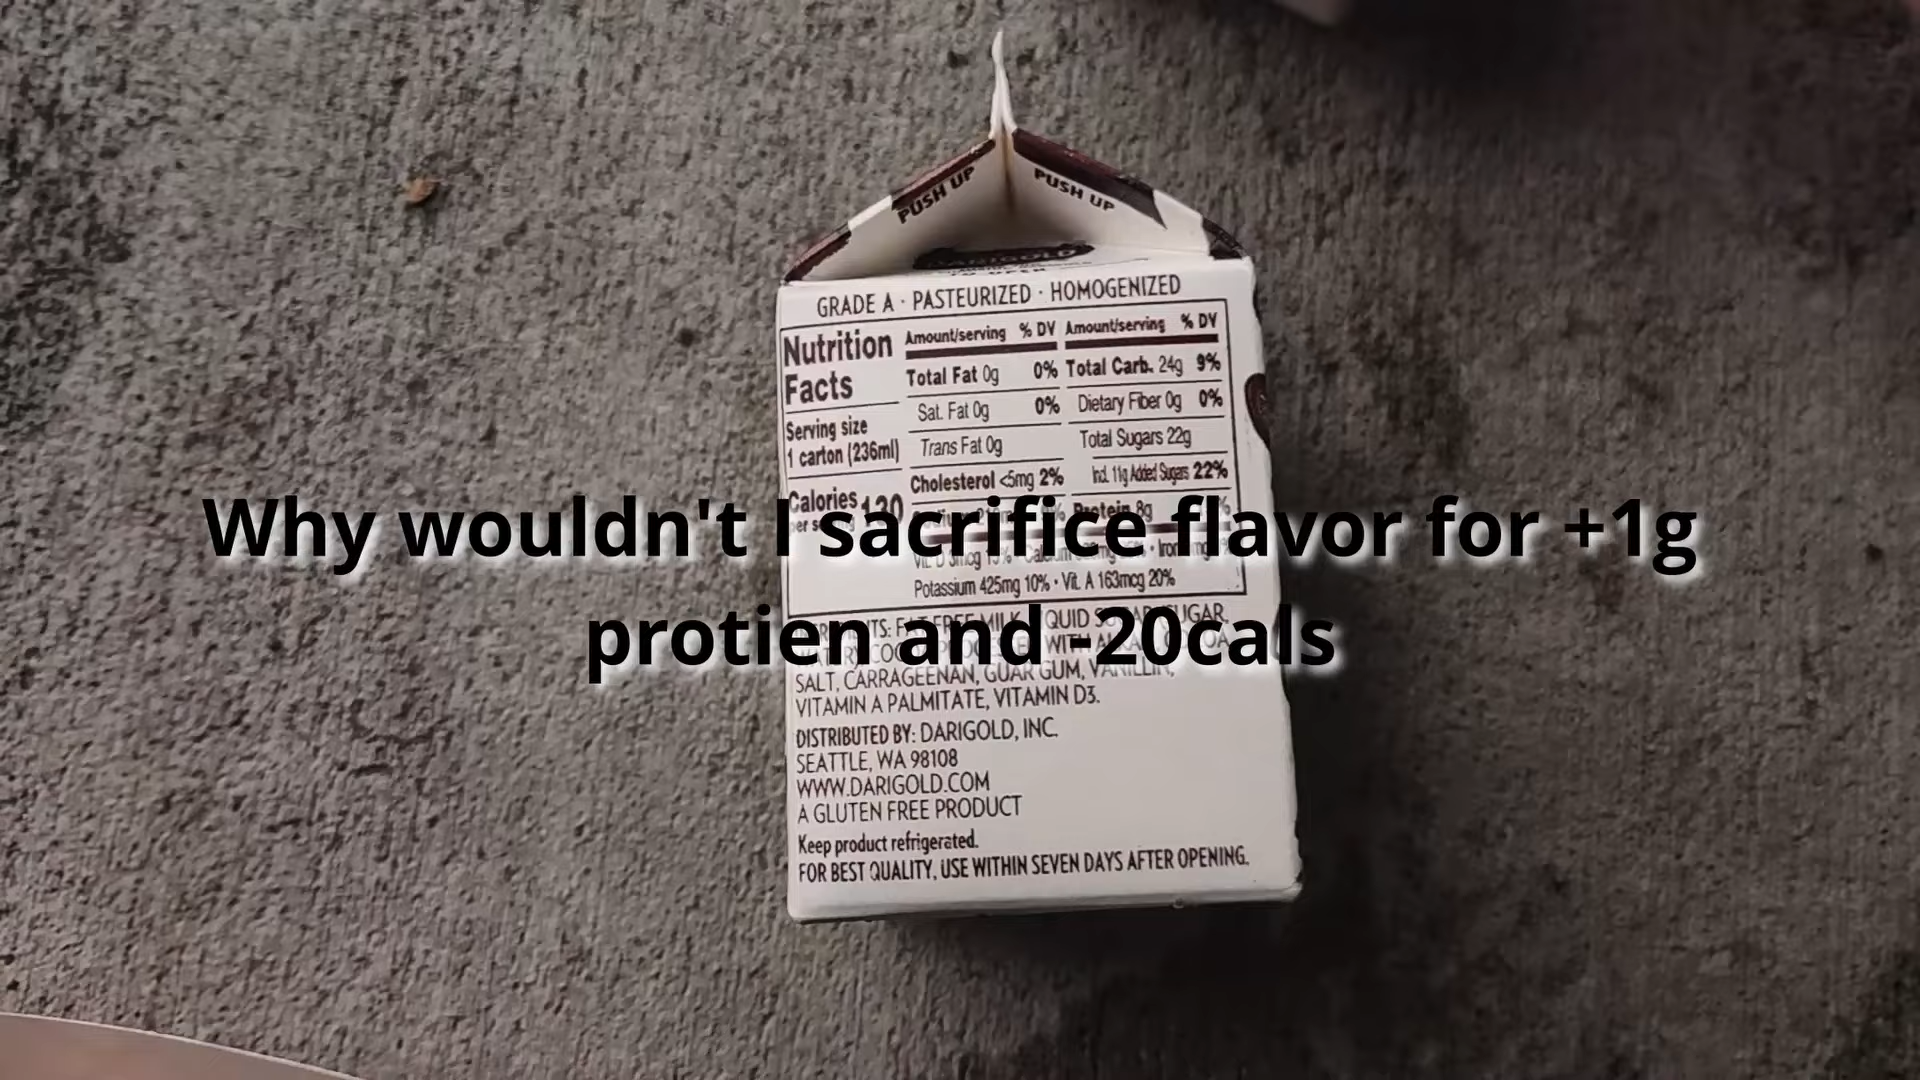 PUSH UP PUSH UP
DARIGOLD
GRADE A · PASTEURIZED · HOMOGENIZED
Nutrition
Facts
Serving size
1 carton (236ml)
Calories
Amount/serving % DV
Total Fat 0g 0%
Sat. Fat 0g 0%
Trans Fat 0g
Cholesterol <5mg 2%
Amount/serving % DV
Total Carb. 24g 9%
Dietary Fiber 0g 0%
Total Sugars 22g
Incl. 11g Added Sugars 22%
Protein 8g
Why wouldn't I sacrifice flavor for +1g
protien and -20cals
Potassium 425mg 10% • Vit. A 163mcg 20%
SALT, CARRAGEENAN, GUAR GUM, VANILLIN,
VITAMIN A PALMITATE, VITAMIN D3.
DISTRIBUTED BY: DARIGOLD, INC.
SEATTLE, WA 98108
WWW.DARIGOLD.COM
A GLUTEN FREE PRODUCT
Keep product refrigerated.
FOR BEST QUALITY, USE WITHIN SEVEN DAYS AFTER OPENING.